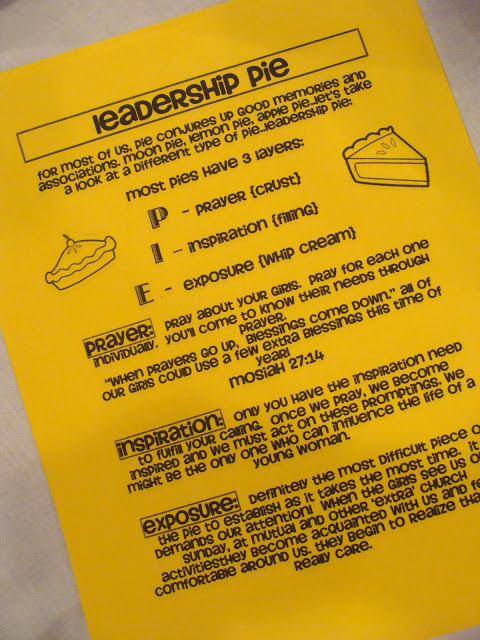 leadership pie
for most of us, pie conjures up good memories and
associations. moon pie, lemon pie, apple pie...let's take
a look at a different type of pie...leadership pie:
most pies have 3 layers:
P - prayer {crust}
I - inspiration {filling}
E - exposure {whip cream}
prayer: pray about your girls. pray for each one
individually. you'll come to know their needs through
prayer.
"when prayers go up, blessings come down." all of
our girls could use a few extra blessings this time of
year!
mosiah 27:14
inspiration: only you have the inspiration need
to fulfill your calling. once we pray, we become
inspired and we must act on these promptings. we
might be the only one who can influence the life of a
young woman.
exposure: definitely the most difficult piece o
the pie to establish as it takes the most time. it
demands our attention! when the girls see us o
sunday, at mutual and other 'extra' church
activitiesthey become acquainted with us and fe
comfortable around us. they begin to realize tha
really care.